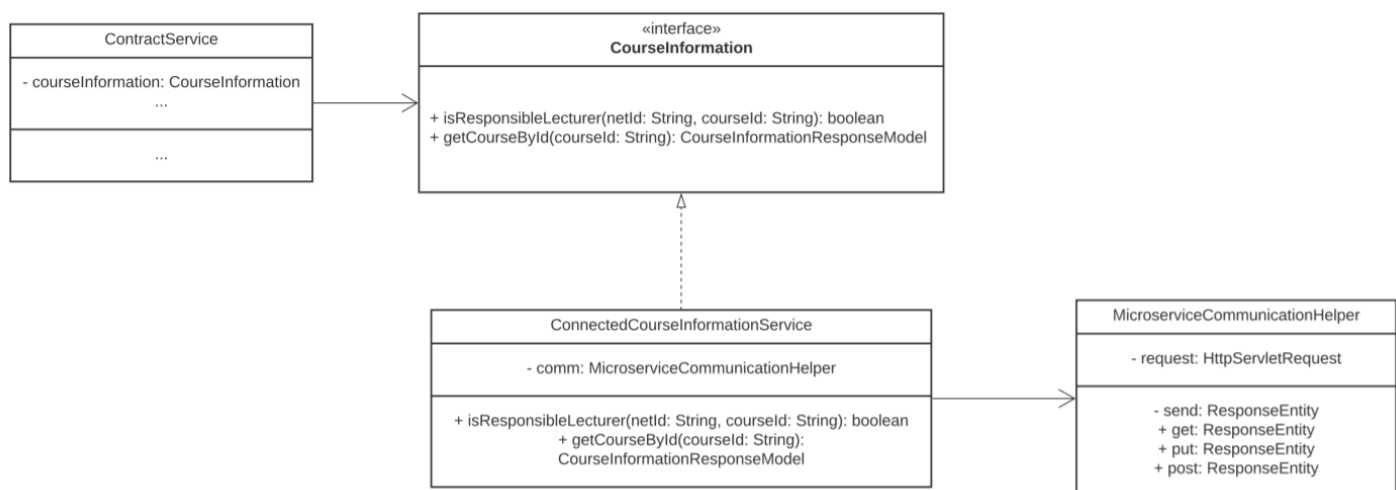 ContractService
- courseInformation: CourseInformation
...
...
«interface»
CourseInformation
+ isResponsibleLecturer(netId: String, courseId: String): boolean
+ getCourseById(courseId: String): CourseInformationResponseModel
ConnectedCourseInformationService
- comm: MicroserviceCommunicationHelper
+ isResponsibleLecturer(netId: String, courseId: String): boolean
+ getCourseById(courseId: String):
CourseInformationResponseModel
MicroserviceCommunicationHelper
- request: HttpServletRequest
- send: ResponseEntity
+ get: ResponseEntity
+ put: ResponseEntity
+ post: ResponseEntity